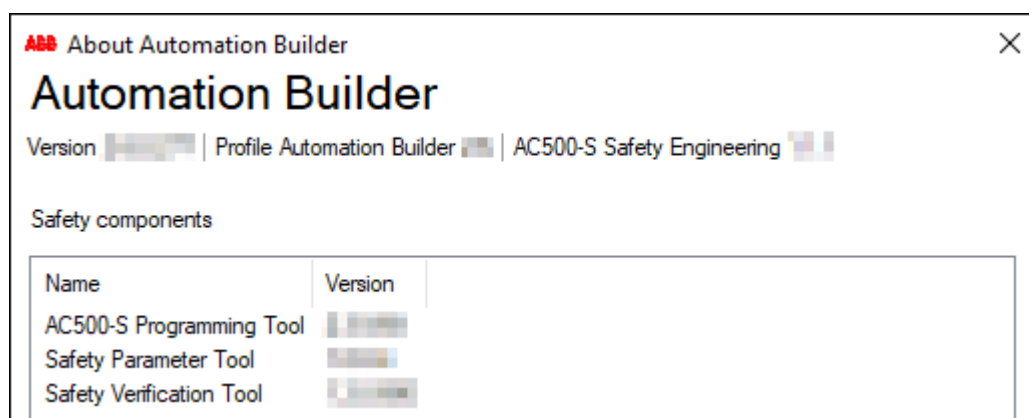 ABB About Automation Builder
Automation Builder
Version | Profile Automation Builder | AC500-S Safety Engineering
Safety components
Name Version
AC500-S Programming Tool
Safety Parameter Tool
Safety Verification Tool